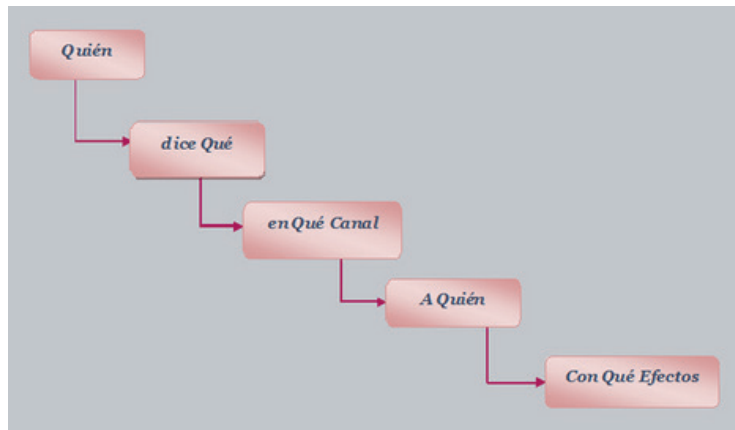 Quién
dice Qué
en Qué Canal
A Quién
Con Qué Efectos